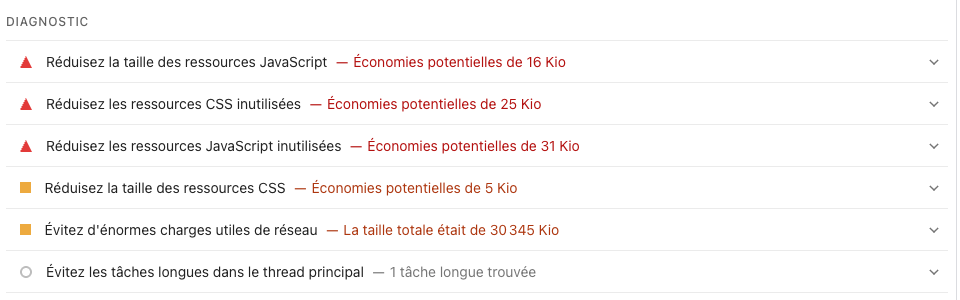 DIAGNOSTIC
Réduisez la taille des ressources JavaScript — Économies potentielles de 16 Kio
Réduisez les ressources CSS inutilisées — Économies potentielles de 25 Kio
Réduisez les ressources JavaScript inutilisées — Économies potentielles de 31 Kio
Réduisez la taille des ressources CSS — Économies potentielles de 5 Kio
Évitez d'énormes charges utiles de réseau — La taille totale était de 30 345 Kio
Évitez les tâches longues dans le thread principal — 1 tâche longue trouvée